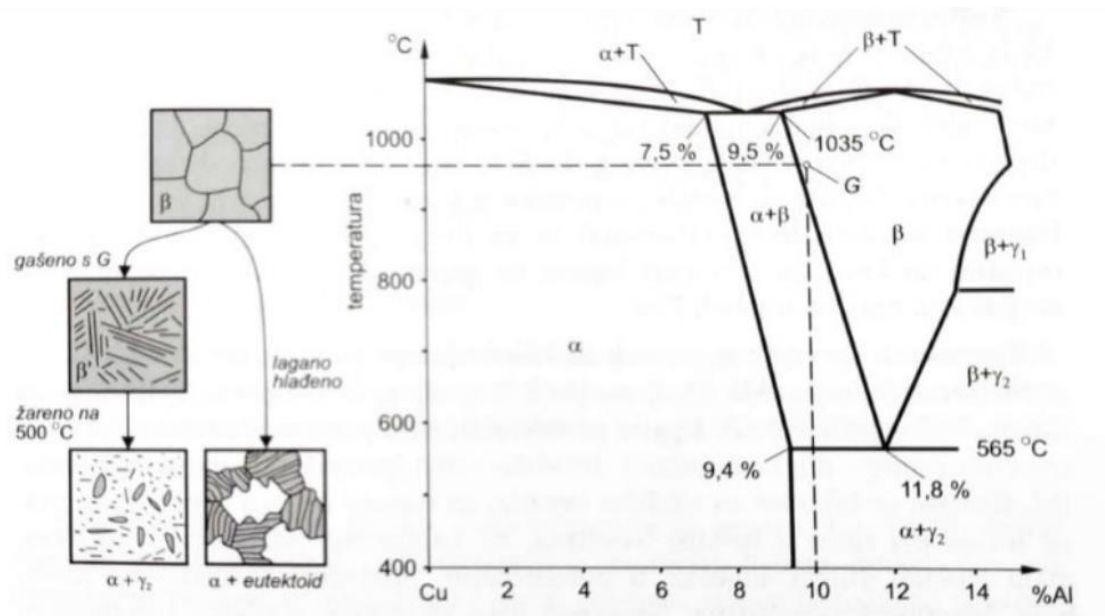 °C
T
α+T
β+T
1000
7,5 %
9,5 %
1035 °C
G
β
α+β
β
gašeno s G
temperatura
800
β+γ₁
β'
α
lagano
hlađeno
β+γ₂
žareno na
500 °C
600
565 °C
9,4 %
11,8 %
α+γ₂
400
α+γ₂
α + eutektoid
Cu
2
4
6
8
10
12
14
%Al